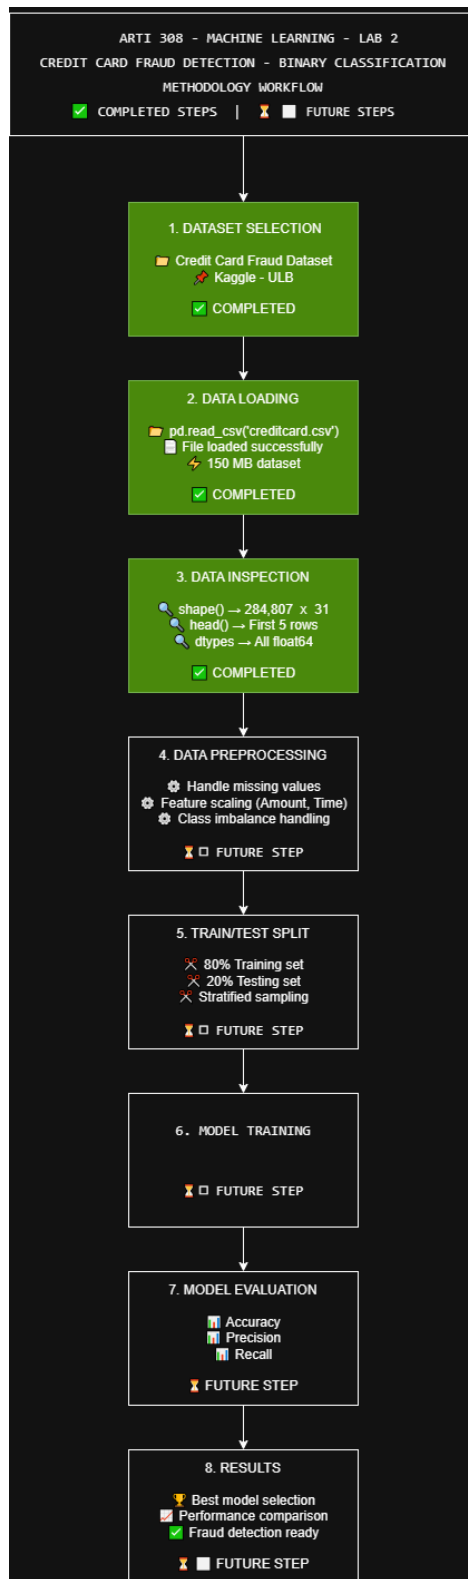 ARTI 308 - MACHINE LEARNING - LAB 2
CREDIT CARD FRAUD DETECTION - BINARY CLASSIFICATION
METHODOLOGY WORKFLOW
✅ COMPLETED STEPS | ⏳ ⬜ FUTURE STEPS
1. DATASET SELECTION
📁 Credit Card Fraud Dataset
📌 Kaggle - ULB
✅ COMPLETED
2. DATA LOADING
📁 pd.read_csv('creditcard.csv')
📄 File loaded successfully
⚡ 150 MB dataset
✅ COMPLETED
3. DATA INSPECTION
🔍 shape() → 284,807 x 31
🔍 head() → First 5 rows
🔍 dtypes → All float64
✅ COMPLETED
4. DATA PREPROCESSING
⚙ Handle missing values
⚙ Feature scaling (Amount, Time)
⚙ Class imbalance handling
⏳◻ FUTURE STEP
5. TRAIN/TEST SPLIT
✂ 80% Training set
✂ 20% Testing set
✂ Stratified sampling
⏳◻ FUTURE STEP
6. MODEL TRAINING
⏳◻ FUTURE STEP
7. MODEL EVALUATION
📊 Accuracy
📊 Precision
📊 Recall
⏳ FUTURE STEP
8. RESULTS
🏆 Best model selection
📈 Performance comparison
✅ Fraud detection ready
⏳ ⬜ FUTURE STEP